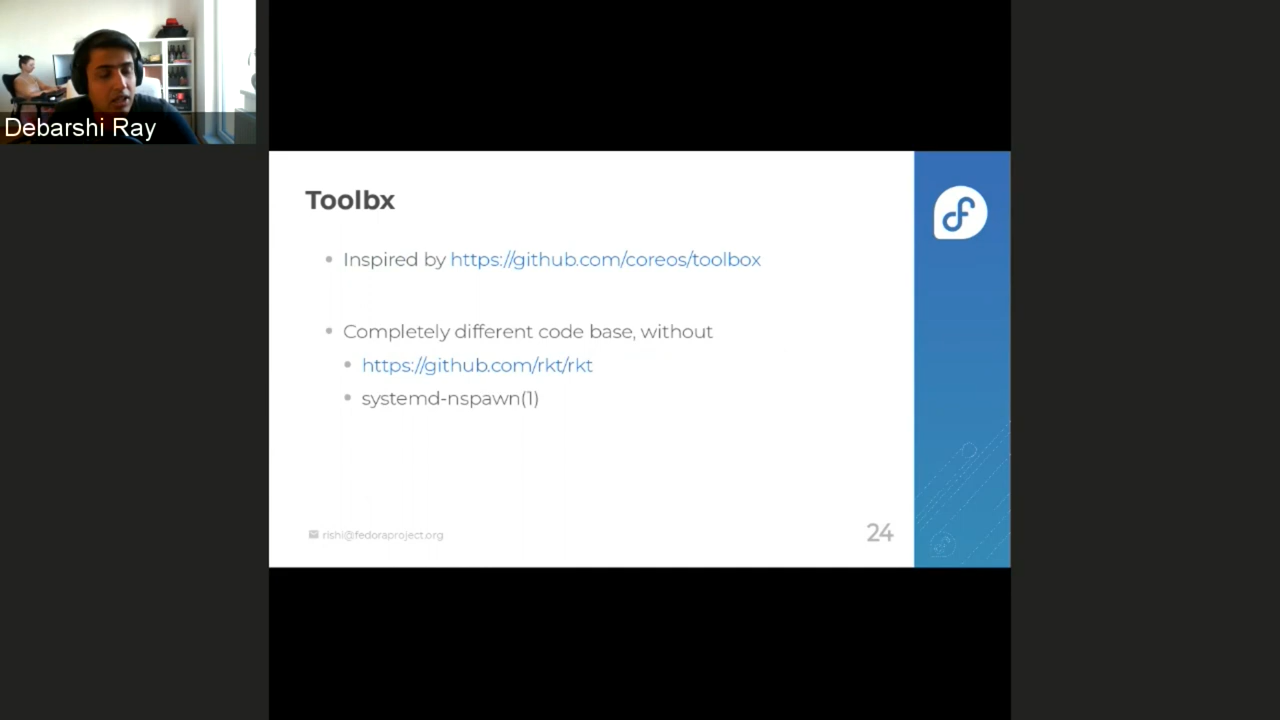 Debarshi Ray
Toolbx
Inspired by https://github.com/coreos/toolbox
Completely different code base, without
https://github.com/rkt/rkt
systemd-nspawn(1)
rishi@fedoraproject.org
24